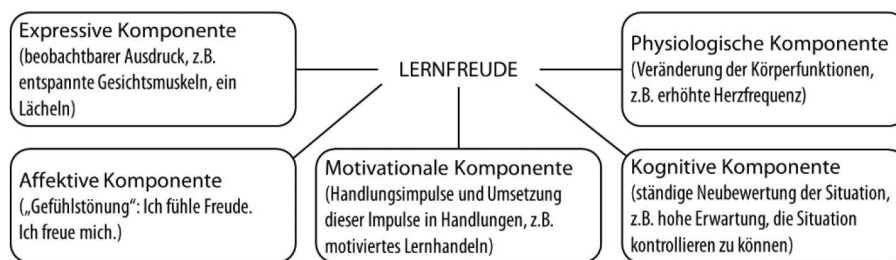 Expressive Komponente
(beobachtbarer Ausdruck, z.B.
entspannte Gesichtsmuskeln, ein
Lächeln)
LERNFREUDE
Physiologische Komponente
(Veränderung der Körperfunktionen,
z.B. erhöhte Herzfrequenz)
Affektive Komponente
(„Gefühlstönung“: Ich fühle Freude.
Ich freue mich.)
Motivationale Komponente
(Handlungsimpulse und Umsetzung
dieser Impulse in Handlungen, z.B.
motiviertes Lernhandeln)
Kognitive Komponente
(ständige Neubewertung der Situation,
z.B. hohe Erwartung, die Situation
kontrollieren zu können)